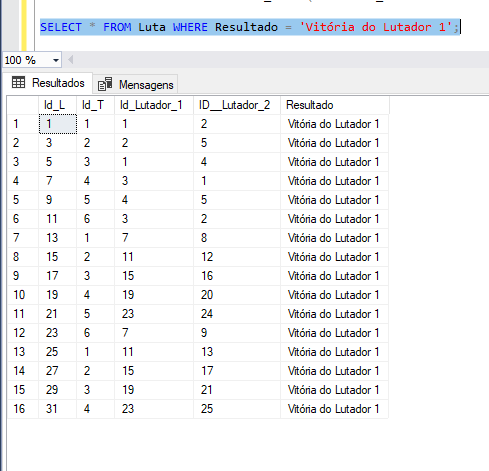 SELECT * FROM Luta WHERE Resultado = 'Vitória do Lutador 1';
100 %
Resultados Mensagens
Id_L Id_T Id_Lutador_1 ID__Lutador_2 Resultado
1 1 1 1 2 Vitória do Lutador 1
2 3 2 2 5 Vitória do Lutador 1
3 5 3 1 4 Vitória do Lutador 1
4 7 4 3 1 Vitória do Lutador 1
5 9 5 4 5 Vitória do Lutador 1
6 11 6 3 2 Vitória do Lutador 1
7 13 1 7 8 Vitória do Lutador 1
8 15 2 11 12 Vitória do Lutador 1
9 17 3 15 16 Vitória do Lutador 1
10 19 4 19 20 Vitória do Lutador 1
11 21 5 23 24 Vitória do Lutador 1
12 23 6 7 9 Vitória do Lutador 1
13 25 1 11 13 Vitória do Lutador 1
14 27 2 15 17 Vitória do Lutador 1
15 29 3 19 21 Vitória do Lutador 1
16 31 4 23 25 Vitória do Lutador 1